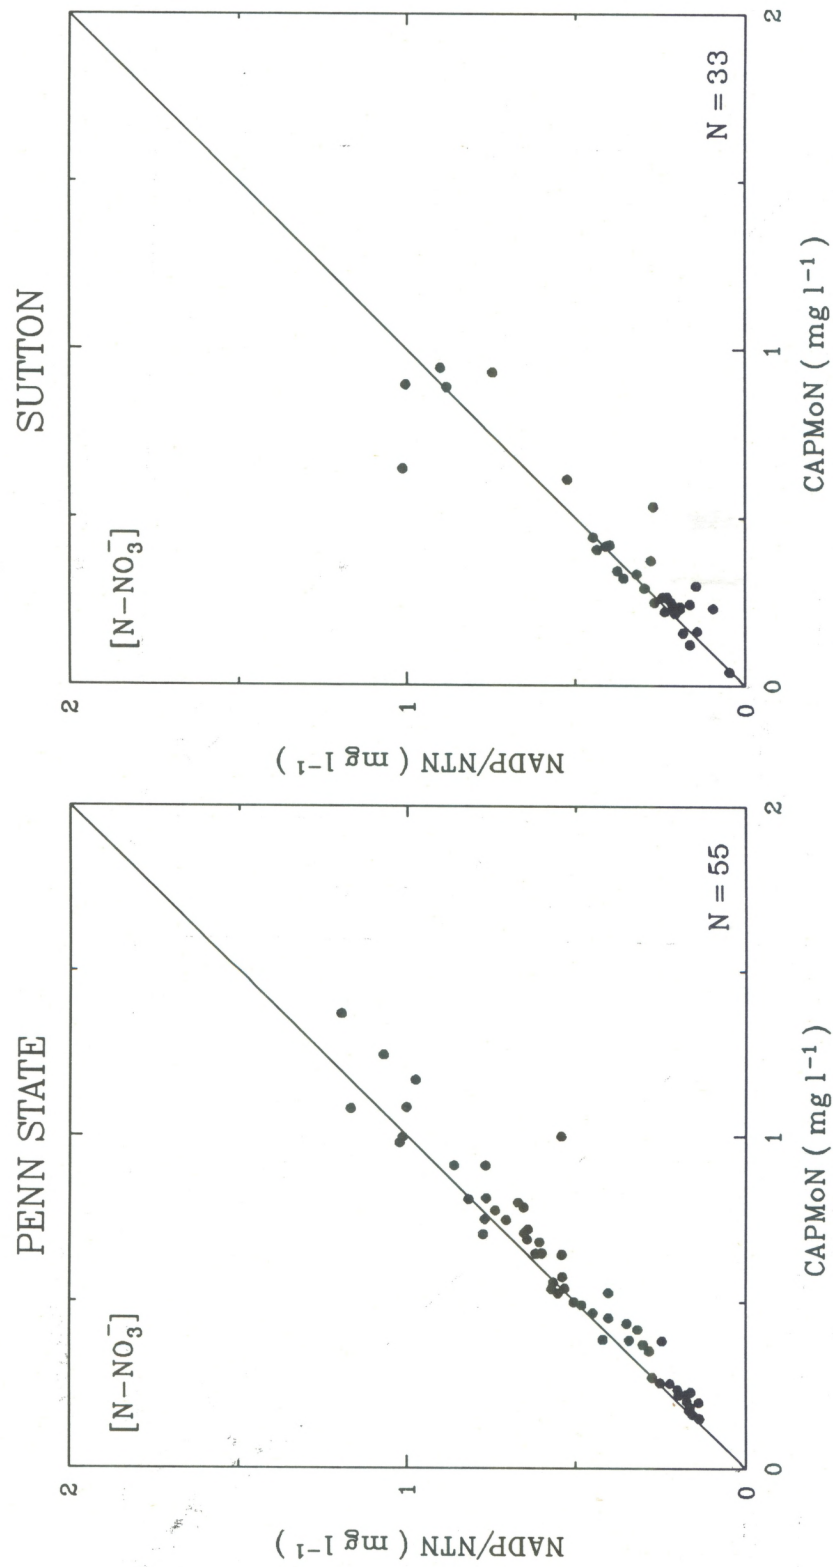 PENN STATE
[N−NO₃⁻]
N = 55
2
1
0
NADP/NTN ( mg l⁻¹ )
0
1
2
CAPMoN ( mg l⁻¹ )
SUTTON
[N−NO₃⁻]
N = 33
2
1
0
NADP/NTN ( mg l⁻¹ )
0
1
2
CAPMoN ( mg l⁻¹ )